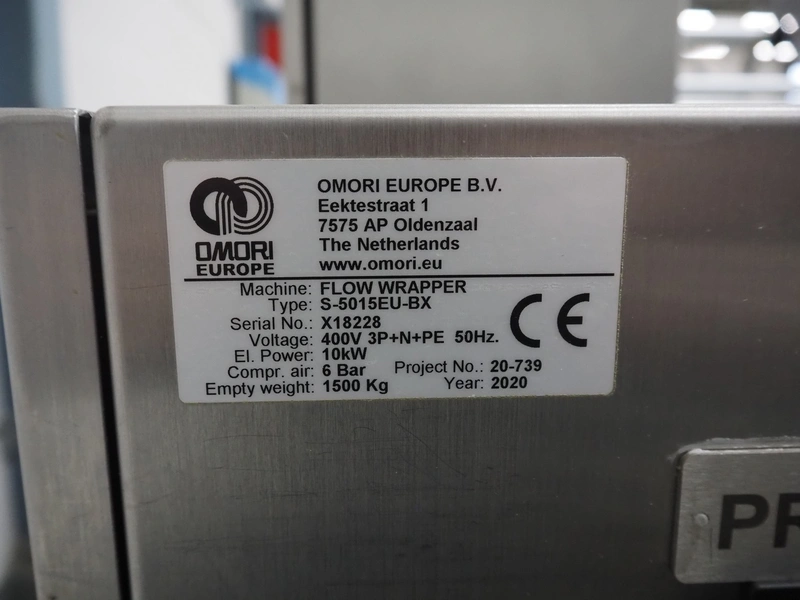 OMORI
EUROPE
OMORI EUROPE B.V.
Eektestraat 1
7575 AP Oldenzaal
The Netherlands
www.omori.eu
Machine: FLOW WRAPPER
Type: S-5015EU-BX
Serial No.: X18228
Voltage: 400V 3P+N+PE 50Hz.
El. Power: 10kW
Compr. air: 6 Bar Project No.: 20-739
Empty weight: 1500 Kg Year: 2020
CE
PR